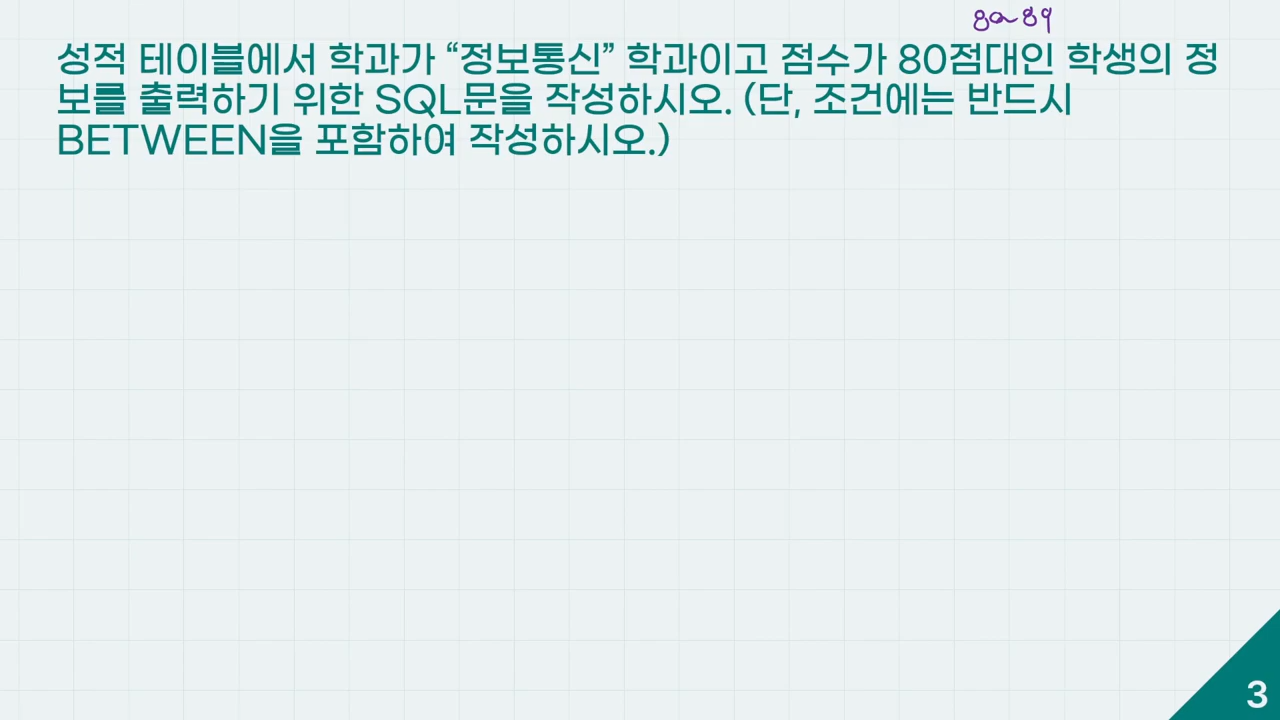 80~89
성적 테이블에서 학과가 “정보통신” 학과이고 점수가 80점대인 학생의 정
보를 출력하기 위한 SQL문을 작성하시오. (단, 조건에는 반드시
BETWEEN을 포함하여 작성하시오.)
3